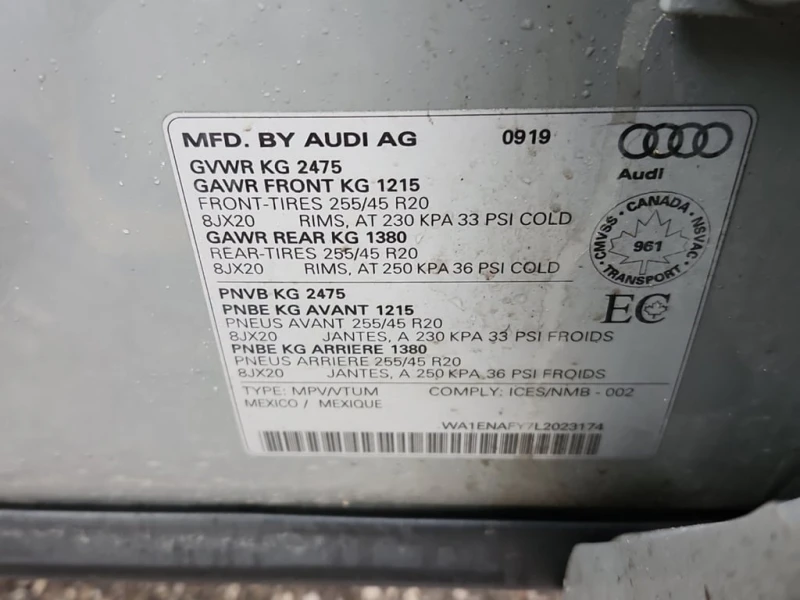 MFD. BY AUDI AG 0919
Audi
GVWR KG 2475
GAWR FRONT KG 1215
FRONT-TIRES 255/45 R20
8JX20 RIMS, AT 230 KPA 33 PSI COLD
GAWR REAR KG 1380
REAR-TIRES 255/45 R20
8JX20 RIMS, AT 250 KPA 36 PSI COLD
CMVSS · CANADA · NSVAC · TRANSPORT ·
961
PNVB KG 2475
PNBE KG AVANT 1215
PNEUS AVANT 255/45 R20
8JX20 JANTES, A 230 KPA 33 PSI FROIDS
PNBE KG ARRIERE 1380
PNEUS ARRIERE 255/45 R20
8JX20 JANTES, A 250 KPA 36 PSI FROIDS
EC
TYPE: MPV/VTUM COMPLY: ICES/NMB - 002
MEXICO / MEXIQUE
WA1ENAFY7L2023174